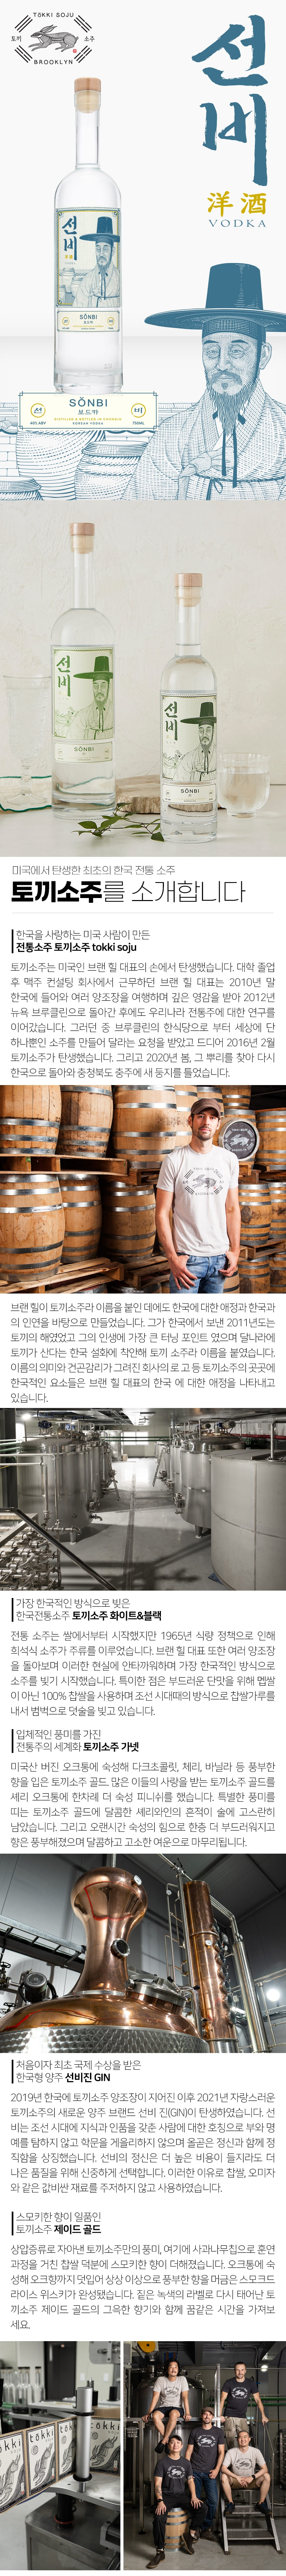 TŌKKI SOJU
토끼
소주
BROOKLYN
선비
洋酒
VODKA
선비
SŎNBI
보드카
선
SŎNBI
비
보드카
DISTILLED & BOTTLED IN CHUNGJU
40% ABV
KOREAN VODKA
750ML
선비
SŎNBI
선비
SŎNBI
미국에서 탄생한 최초의 한국 전통 소주
토끼소주를 소개합니다
한국을 사랑하는 미국 사람이 만든
전통소주 토끼소주 tokki soju
토끼소주는 미국인 브랜 힐 대표의 손에서 탄생했습니다. 대학 졸업
후 맥주 컨설팅 회사에서 근무하던 브랜 힐 대표는 2010년 말
한국에 들어와 여러 양조장을 여행하며 깊은 영감을 받아 2012년
뉴욕 브루클린으로 돌아간 후에도 우리나라 전통주에 대한 연구를
이어갔습니다. 그러던 중 브루클린의 한식당으로 부터 세상에 단
하나뿐인 소주를 만들어 달라는 요청을 받았고 드디어 2016년 2월
토끼소주가 탄생했습니다. 그리고 2020년 봄, 그 뿌리를 찾아 다시
한국으로 돌아와 충청북도 충주에 새 둥지를 틀었습니다.
브랜 힐이 토끼소주라 이름을 붙인 데에도 한국에 대한 애정과 한국과
의 인연을 바탕으로 만들었습니다. 그가 한국에서 보낸 2011년도는
토끼의 해였었고 그의 인생에 가장 큰 터닝 포인트 였으며 달나라에
토끼가 산다는 한국 설화에 착안해 토끼 소주라 이름을 붙였습니다.
이름의 의미와 건곤감리가 그려진 회사의 로고 등 토끼소주의 곳곳에
한국적인 요소들은 브랜 힐 대표의 한국 에 대한 애정을 나타내고
있습니다.
가장 한국적인 방식으로 빚은
한국전통소주 토끼소주 화이트&블랙
전통 소주는 쌀에서부터 시작했지만 1965년 식량 정책으로 인해
희석식 소주가 주류를 이루었습니다. 브랜 힐 대표 또한 여러 양조장
을 돌아보며 이러한 현실에 안타까워하며 가장 한국적인 방식으로
소주를 빚기 시작했습니다. 특이한 점은 부드러운 단맛을 위해 멥쌀
이 아닌 100% 찹쌀을 사용하며 조선 시대때의 방식으로 찹쌀가루를
내서 범벅으로 덧술을 빚고 있습니다.
입체적인 풍미를 가진
전통주의 세계화 토끼소주 가넷
미국산 버진 오크통에 숙성해 다크초콜릿, 체리, 바닐라 등 풍부한
향을 입은 토끼소주 골드. 많은 이들의 사랑을 받는 토끼소주 골드를
셰리 오크통에 한차례 더 숙성 피니쉬를 했습니다. 특별한 풍미를
띠는 토끼소주 골드에 달콤한 셰리와인의 흔적이 술에 고스란히
남았습니다. 그리고 오랜시간 숙성의 힘으로 한층 더 부드러워지고
향은 풍부해졌으며 달콤하고 고소한 여운으로 마무리됩니다.
처음이자 최초 국제 수상을 받은
한국형 양주 선비진 GIN
2019년 한국에 토끼소주 양조장이 지어진 이후 2021년 자랑스러운
토끼소주의 새로운 양주 브랜드 선비 진(GIN)이 탄생하였습니다. 선
비는 조선 시대에 지식과 인품을 갖춘 사람에 대한 호칭으로 부와 명
예를 탐하지 않고 학문을 게을리하지 않으며 올곧은 정신과 함께 정
직함을 상징했습니다. 선비의 정신은 더 높은 비용이 들지라도 더
나은 품질을 위해 신중하게 선택합니다. 이러한 이유로 찹쌀, 오미자
와 같은 값비싼 재료를 주저하지 않고 사용하였습니다.
스모키한 향이 일품인
토끼소주 제이드 골드
상압증류로 자아낸 토끼소주만의 풍미, 여기에 사과나무칩으로 훈연
과정을 거친 찹쌀 덕분에 스모키한 향이 더해졌습니다. 오크통에 숙
성해 오크향까지 덧입어 상상 이상으로 풍부한 향을 머금은 스모크드
라이스 위스키가 완성됐습니다. 짙은 녹색의 라벨로 다시 태어난 토
끼소주 제이드 골드의 그윽한 향기와 함께 꿈같은 시간을 가져보
세요.
tōkki
tōkki